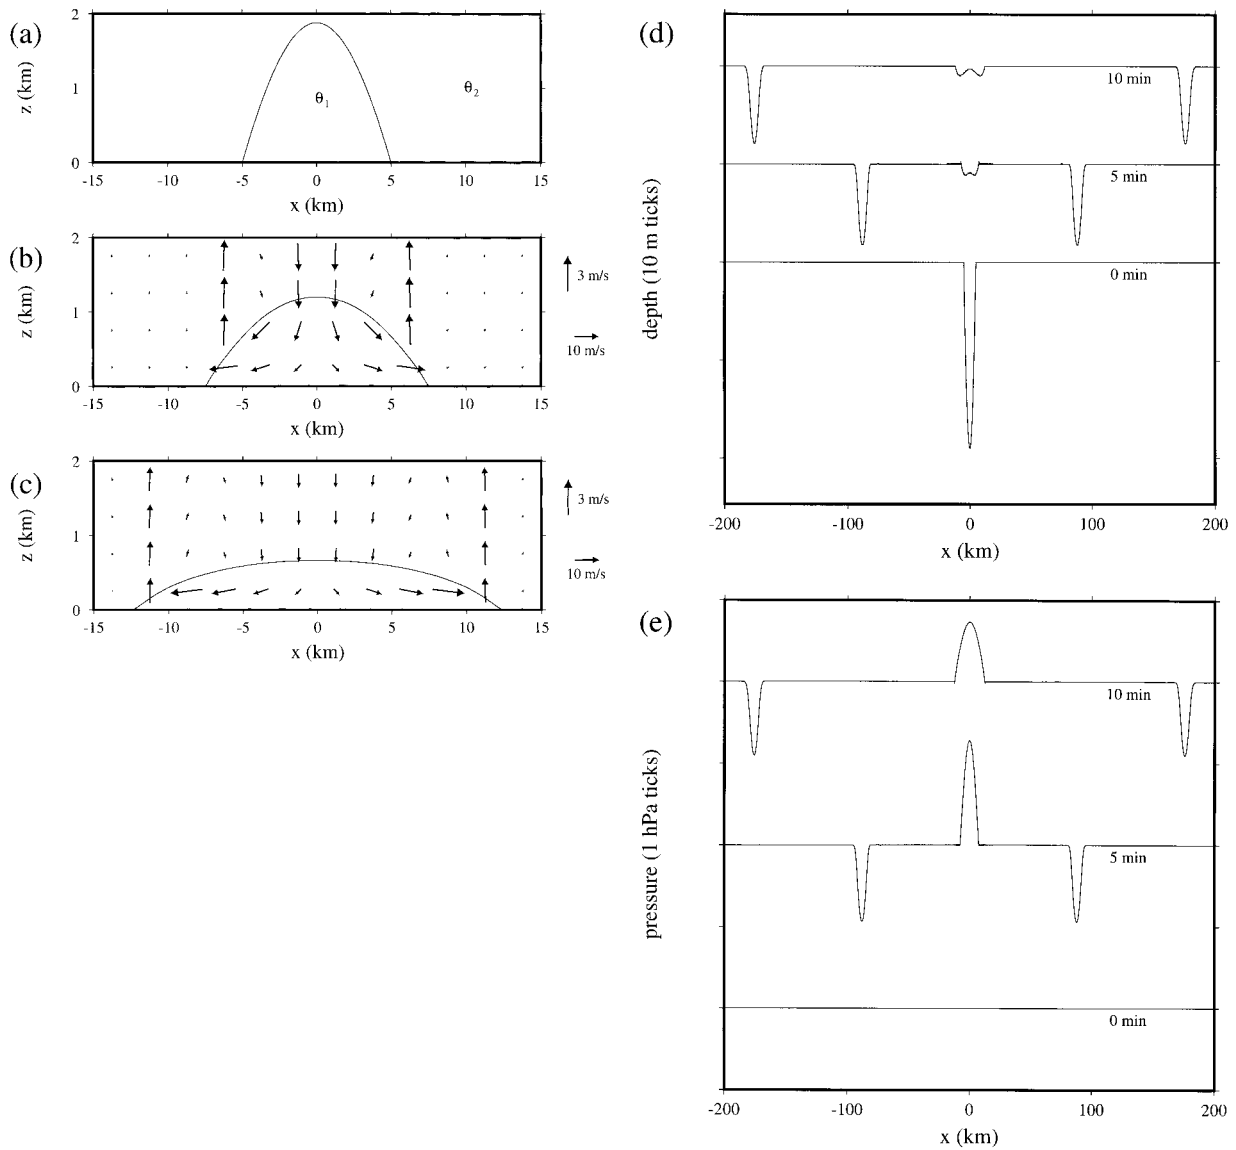 (a)
z (km)
2
1
0
θ1
θ2
-15 -10 -5 0 5 10 15
x (km)
(b)
z (km)
2
1
0
3 m/s
10 m/s
-15 -10 -5 0 5 10 15
x (km)
(c)
z (km)
2
1
0
3 m/s
10 m/s
-15 -10 -5 0 5 10 15
x (km)
(d)
depth (10 m ticks)
10 min
5 min
0 min
-200 -100 0 100 200
x (km)
(e)
pressure (1 hPa ticks)
10 min
5 min
0 min
-200 -100 0 100 200
x (km)